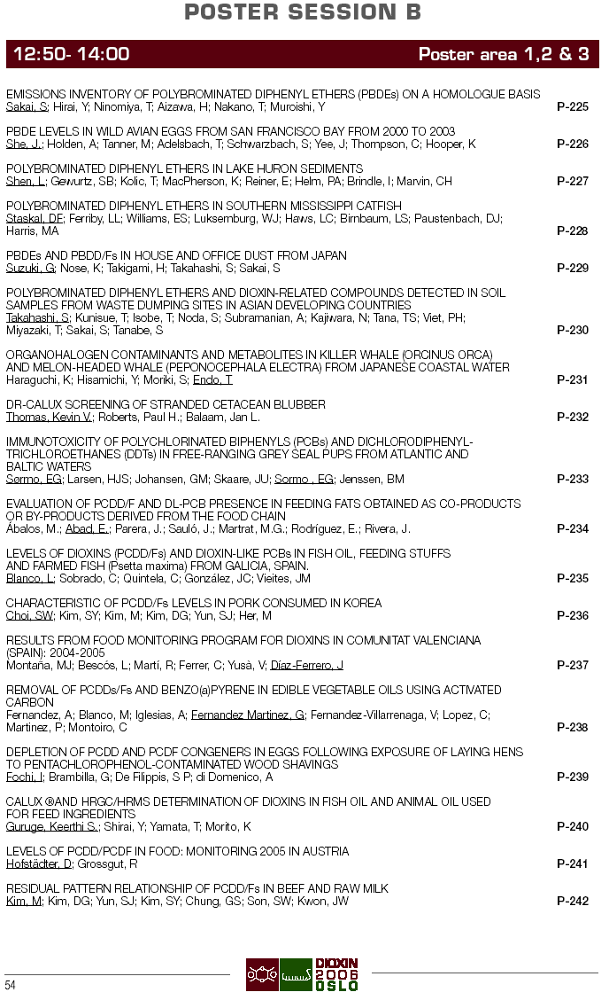 POSTER SESSION B
12:50- 14:00 Poster area 1,2 & 3
EMISSIONS INVENTORY OF POLYBROMINATED DIPHENYL ETHERS (PBDEs) ON A HOMOLOGUE BASIS
Sakai, S; Hirai, Y; Ninomiya, T; Aizawa, H; Nakano, T; Muroishi, Y P-225
PBDE LEVELS IN WILD AVIAN EGGS FROM SAN FRANCISCO BAY FROM 2000 TO 2003
She, J.; Holden, A; Tanner, M; Adelsbach, T; Schwarzbach, S; Yee, J; Thompson, C; Hooper, K P-226
POLYBROMINATED DIPHENYL ETHERS IN LAKE HURON SEDIMENTS
Shen, L; Gewurtz, SB; Kolic, T; MacPherson, K; Reiner, E; Helm, PA; Brindle, I; Marvin, CH P-227
POLYBROMINATED DIPHENYL ETHERS IN SOUTHERN MISSISSIPPI CATFISH
Staskal, DF; Ferriby, LL; Williams, ES; Luksemburg, WJ; Haws, LC; Birnbaum, LS; Paustenbach, DJ;
Harris, MA P-228
PBDEs AND PBDD/Fs IN HOUSE AND OFFICE DUST FROM JAPAN
Suzuki, G; Nose, K; Takigami, H; Takahashi, S; Sakai, S P-229
POLYBROMINATED DIPHENYL ETHERS AND DIOXIN-RELATED COMPOUNDS DETECTED IN SOIL
SAMPLES FROM WASTE DUMPING SITES IN ASIAN DEVELOPING COUNTRIES
Takahashi, S; Kunisue, T; Isobe, T; Noda, S; Subramanian, A; Kajiwara, N; Tana, TS; Viet, PH;
Miyazaki, T; Sakai, S; Tanabe, S P-230
ORGANOHALOGEN CONTAMINANTS AND METABOLITES IN KILLER WHALE (ORCINUS ORCA)
AND MELON-HEADED WHALE (PEPONOCEPHALA ELECTRA) FROM JAPANESE COASTAL WATER
Haraguchi, K; Hisamichi, Y; Moriki, S; Endo, T P-231
DR-CALUX SCREENING OF STRANDED CETACEAN BLUBBER
Thomas, Kevin V.; Roberts, Paul H.; Balaam, Jan L. P-232
IMMUNOTOXICITY OF POLYCHLORINATED BIPHENYLS (PCBs) AND DICHLORODIPHENYL-
TRICHLOROETHANES (DDTs) IN FREE-RANGING GREY SEAL PUPS FROM ATLANTIC AND
BALTIC WATERS
Sørmo, EG; Larsen, HJS; Johansen, GM; Skaare, JU; Sormo , EG; Jenssen, BM P-233
EVALUATION OF PCDD/F AND DL-PCB PRESENCE IN FEEDING FATS OBTAINED AS CO-PRODUCTS
OR BY-PRODUCTS DERIVED FROM THE FOOD CHAIN
Ábalos, M.; Abad, E.; Parera, J.; Sauló, J.; Martrat, M.G.; Rodríguez, E.; Rivera, J. P-234
LEVELS OF DIOXINS (PCDD/Fs) AND DIOXIN-LIKE PCBs IN FISH OIL, FEEDING STUFFS
AND FARMED FISH (Psetta maxima) FROM GALICIA, SPAIN.
Blanco, L; Sobrado, C; Quintela, C; González, JC; Vieites, JM P-235
CHARACTERISTIC OF PCDD/Fs LEVELS IN PORK CONSUMED IN KOREA
Choi, SW; Kim, SY; Kim, M; Kim, DG; Yun, SJ; Her, M P-236
RESULTS FROM FOOD MONITORING PROGRAM FOR DIOXINS IN COMUNITAT VALENCIANA
(SPAIN): 2004-2005
Montaña, MJ; Bescós, L; Martí, R; Ferrer, C; Yusà, V; Díaz-Ferrero, J P-237
REMOVAL OF PCDDs/Fs AND BENZO(a)PYRENE IN EDIBLE VEGETABLE OILS USING ACTIVATED
CARBON
Fernandez, A; Blanco, M; Iglesias, A; Fernandez Martinez, G; Fernandez-Villarrenaga, V; Lopez, C;
Martinez, P; Montoiro, C P-238
DEPLETION OF PCDD AND PCDF CONGENERS IN EGGS FOLLOWING EXPOSURE OF LAYING HENS
TO PENTACHLOROPHENOL-CONTAMINATED WOOD SHAVINGS
Fochi, I; Brambilla, G; De Filippis, S P; di Domenico, A P-239
CALUX ®AND HRGC/HRMS DETERMINATION OF DIOXINS IN FISH OIL AND ANIMAL OIL USED
FOR FEED INGREDIENTS
Guruge, Keerthi S.; Shirai, Y; Yamata, T; Morito, K P-240
LEVELS OF PCDD/PCDF IN FOOD: MONITORING 2005 IN AUSTRIA
Hofstädter, D; Grossgut, R P-241
RESIDUAL PATTERN RELATIONSHIP OF PCDD/Fs IN BEEF AND RAW MILK
Kim, M; Kim, DG; Yun, SJ; Kim, SY; Chung, GS; Son, SW; Kwon, JW P-242
54
DIOXIN
2006
OSLO